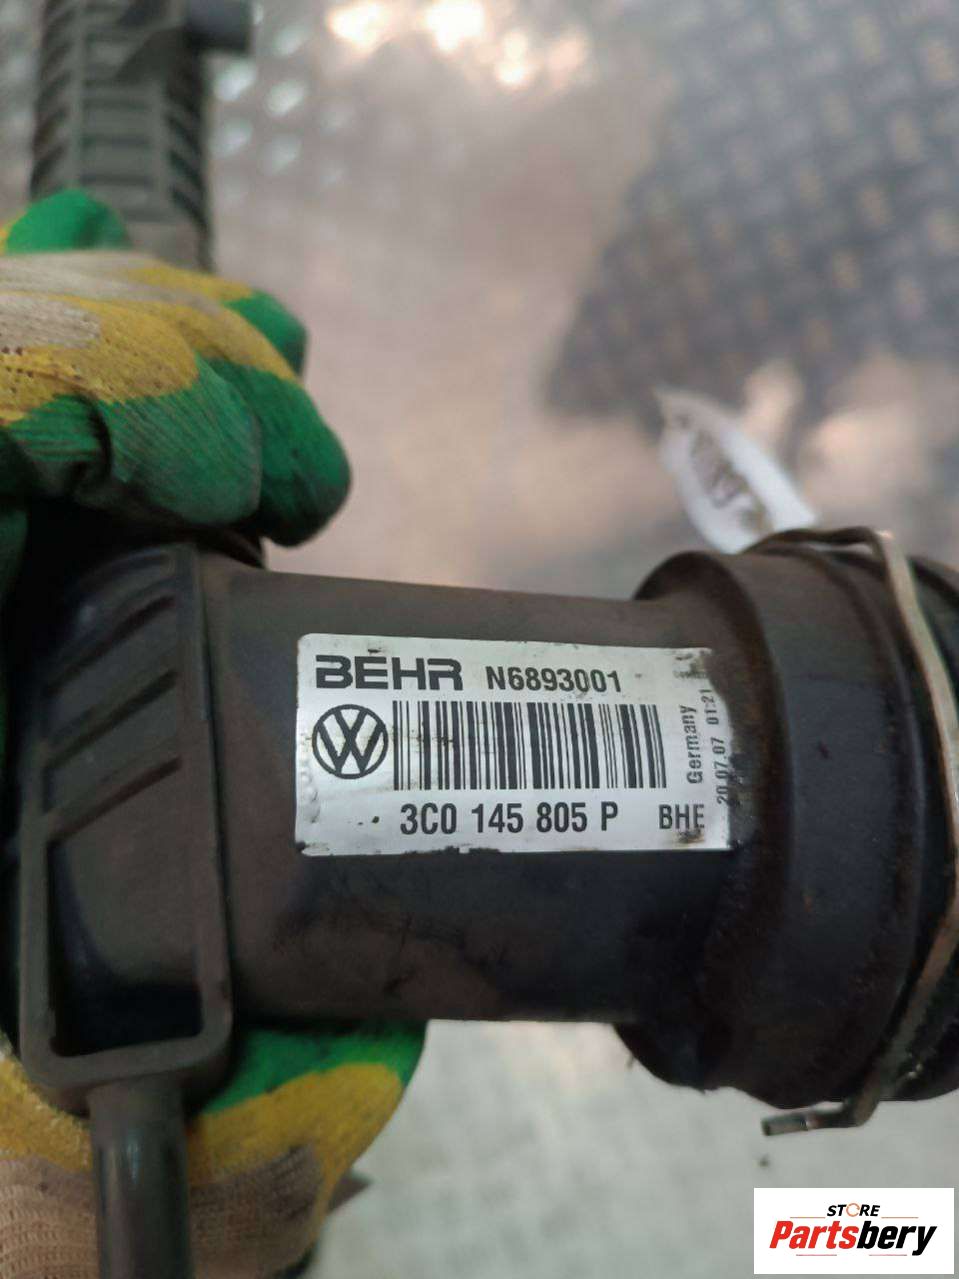 BEHR N6893001
3C0 145 805 P BHE
Germany
20.07.07 01:21
STORE
Partsbery